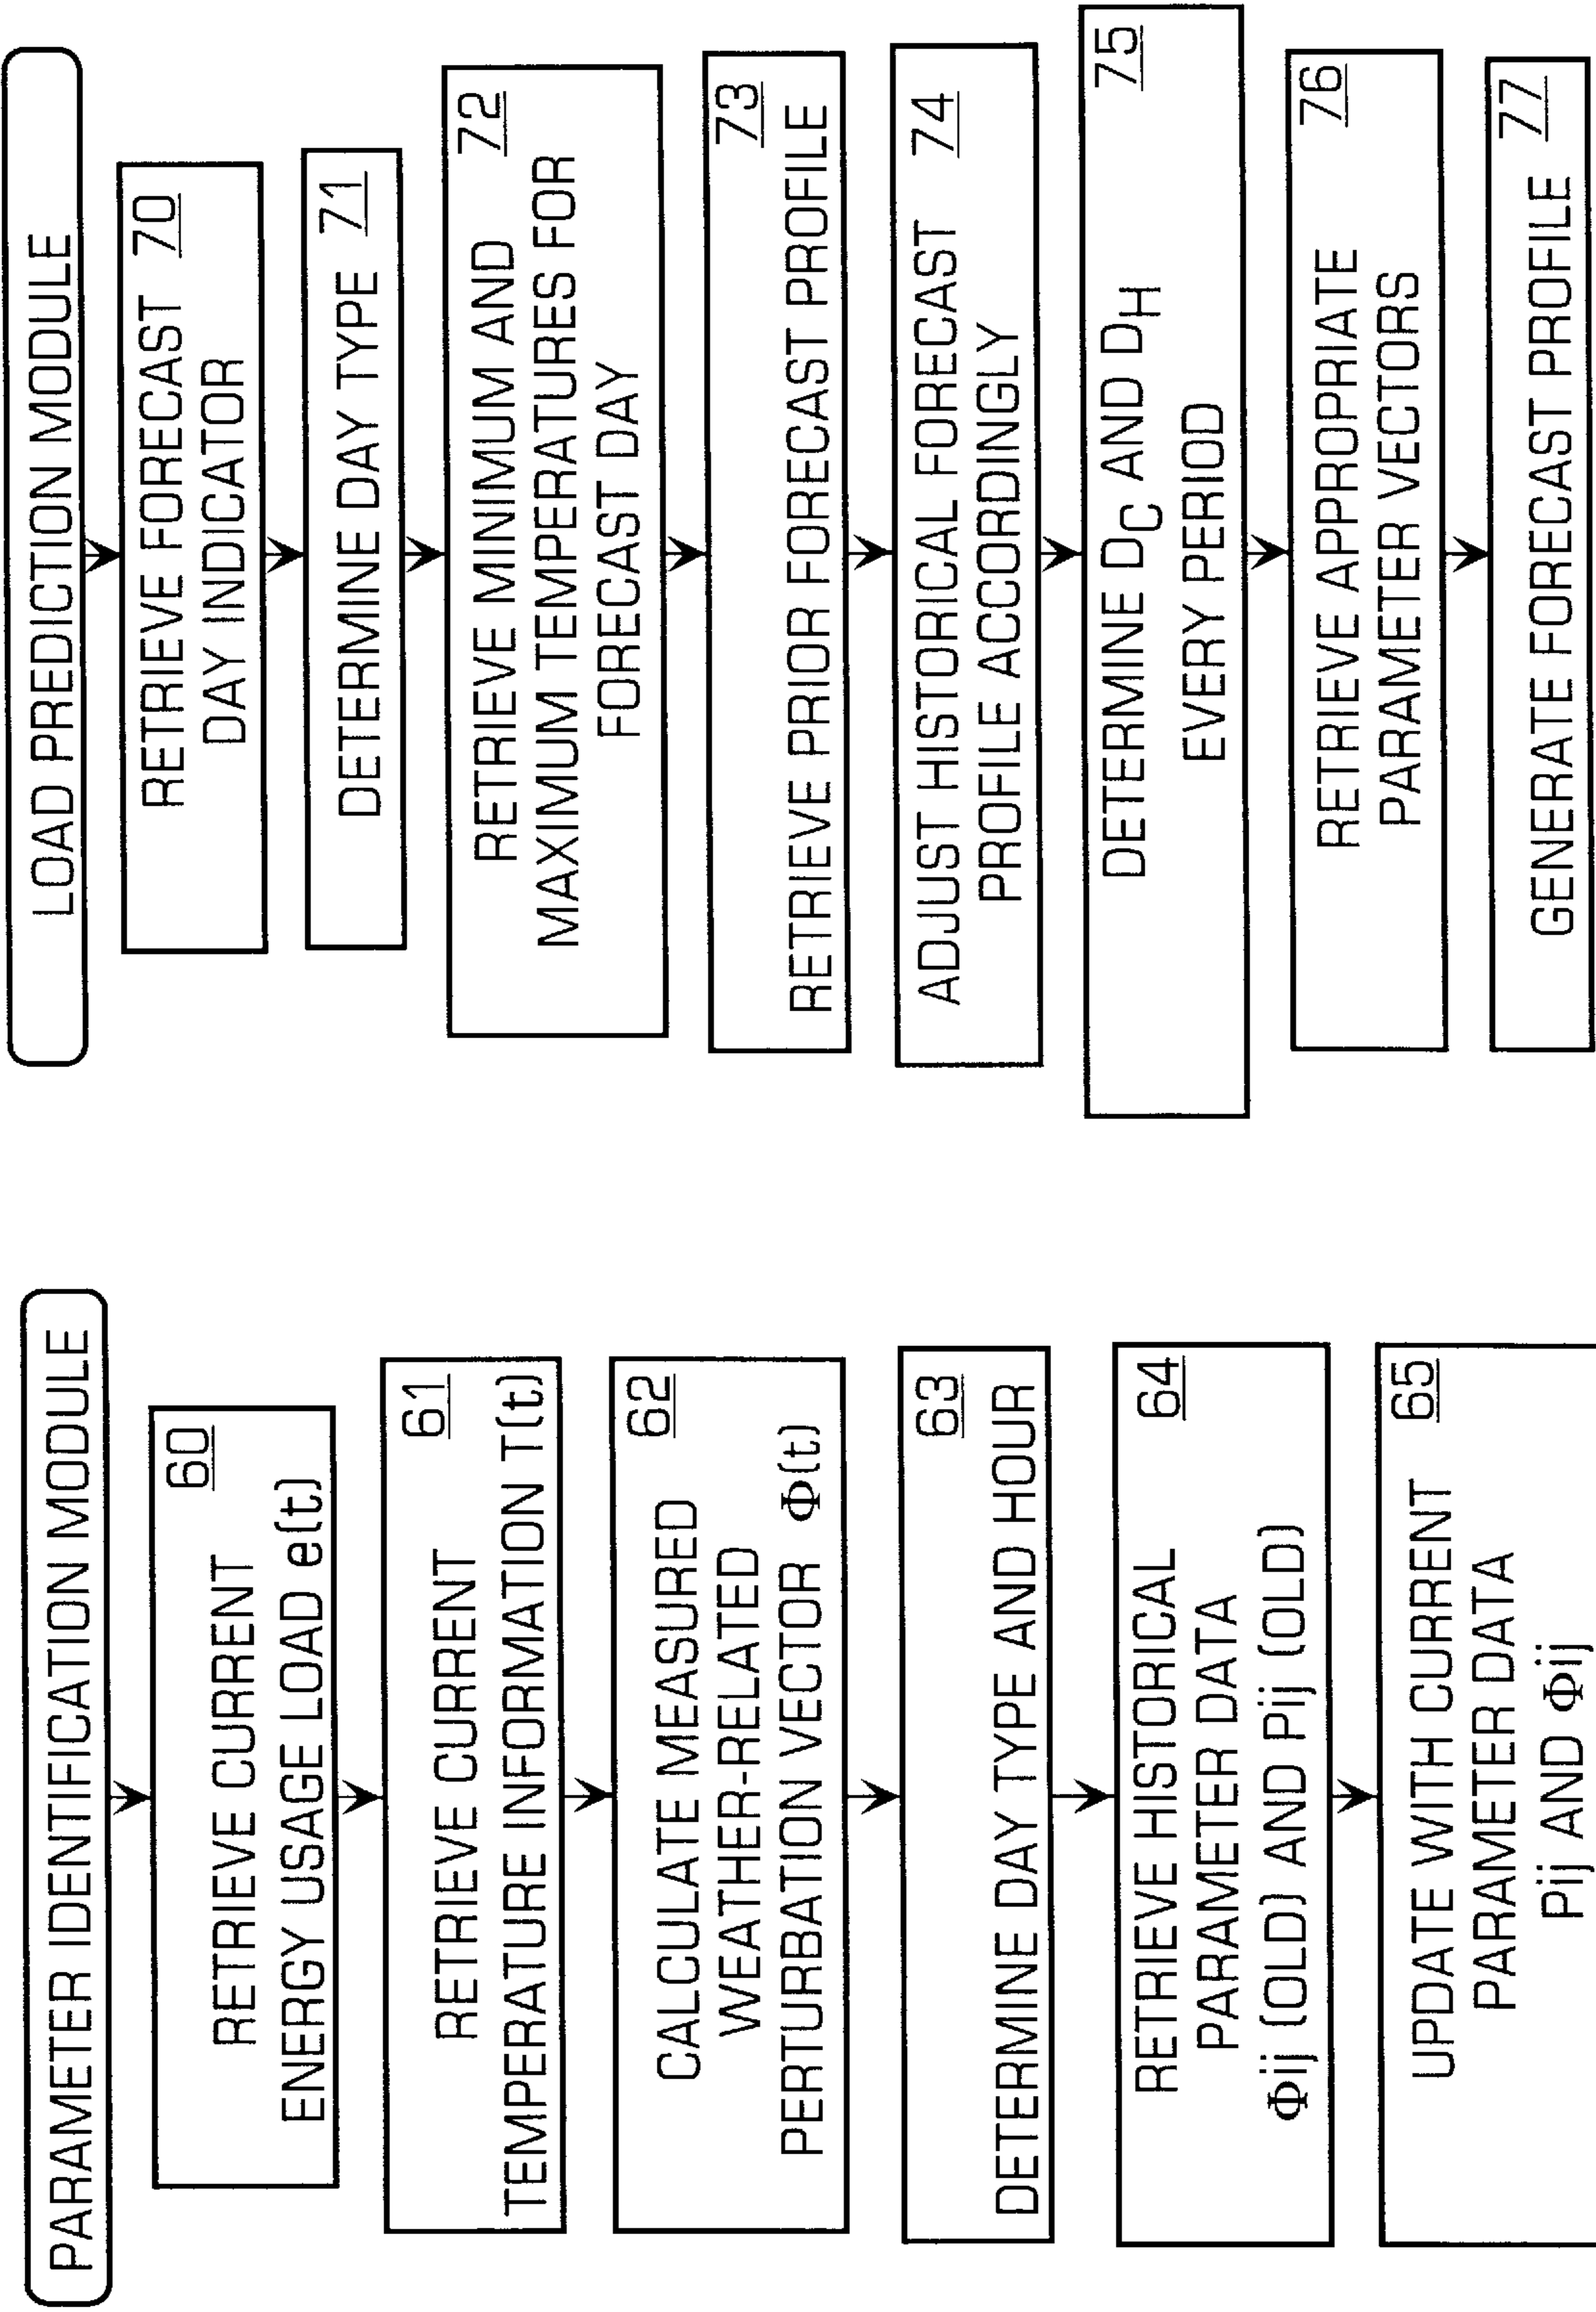 PARAMETER IDENTIFICATION MODULE
60
RETRIEVE CURRENT
ENERGY USAGE LOAD e(t)
61
RETRIEVE CURRENT
TEMPERATURE INFORMATION T(t)
62
CALCULATE MEASURED
WEATHER-RELATED
PERTURBATION VECTOR Φ(t)
63
DETERMINE DAY TYPE AND HOUR
64
RETRIEVE HISTORICAL
PARAMETER DATA
Φij (OLD) AND Pij (OLD)
65
UPDATE WITH CURRENT
PARAMETER DATA
Pij AND Φij
LOAD PREDICTION MODULE
RETRIEVE FORECAST 70
DAY INDICATOR
DETERMINE DAY TYPE 71
72
RETRIEVE MINIMUM AND
MAXIMUM TEMPERATURES FOR
FORECAST DAY
73
RETRIEVE PRIOR FORECAST PROFILE
ADJUST HISTORICAL FORECAST 74
PROFILE ACCORDINGLY
75
DETERMINE DC AND DH
EVERY PERIOD
76
RETRIEVE APPROPRIATE
PARAMETER VECTORS
77
GENERATE FORECAST PROFILE